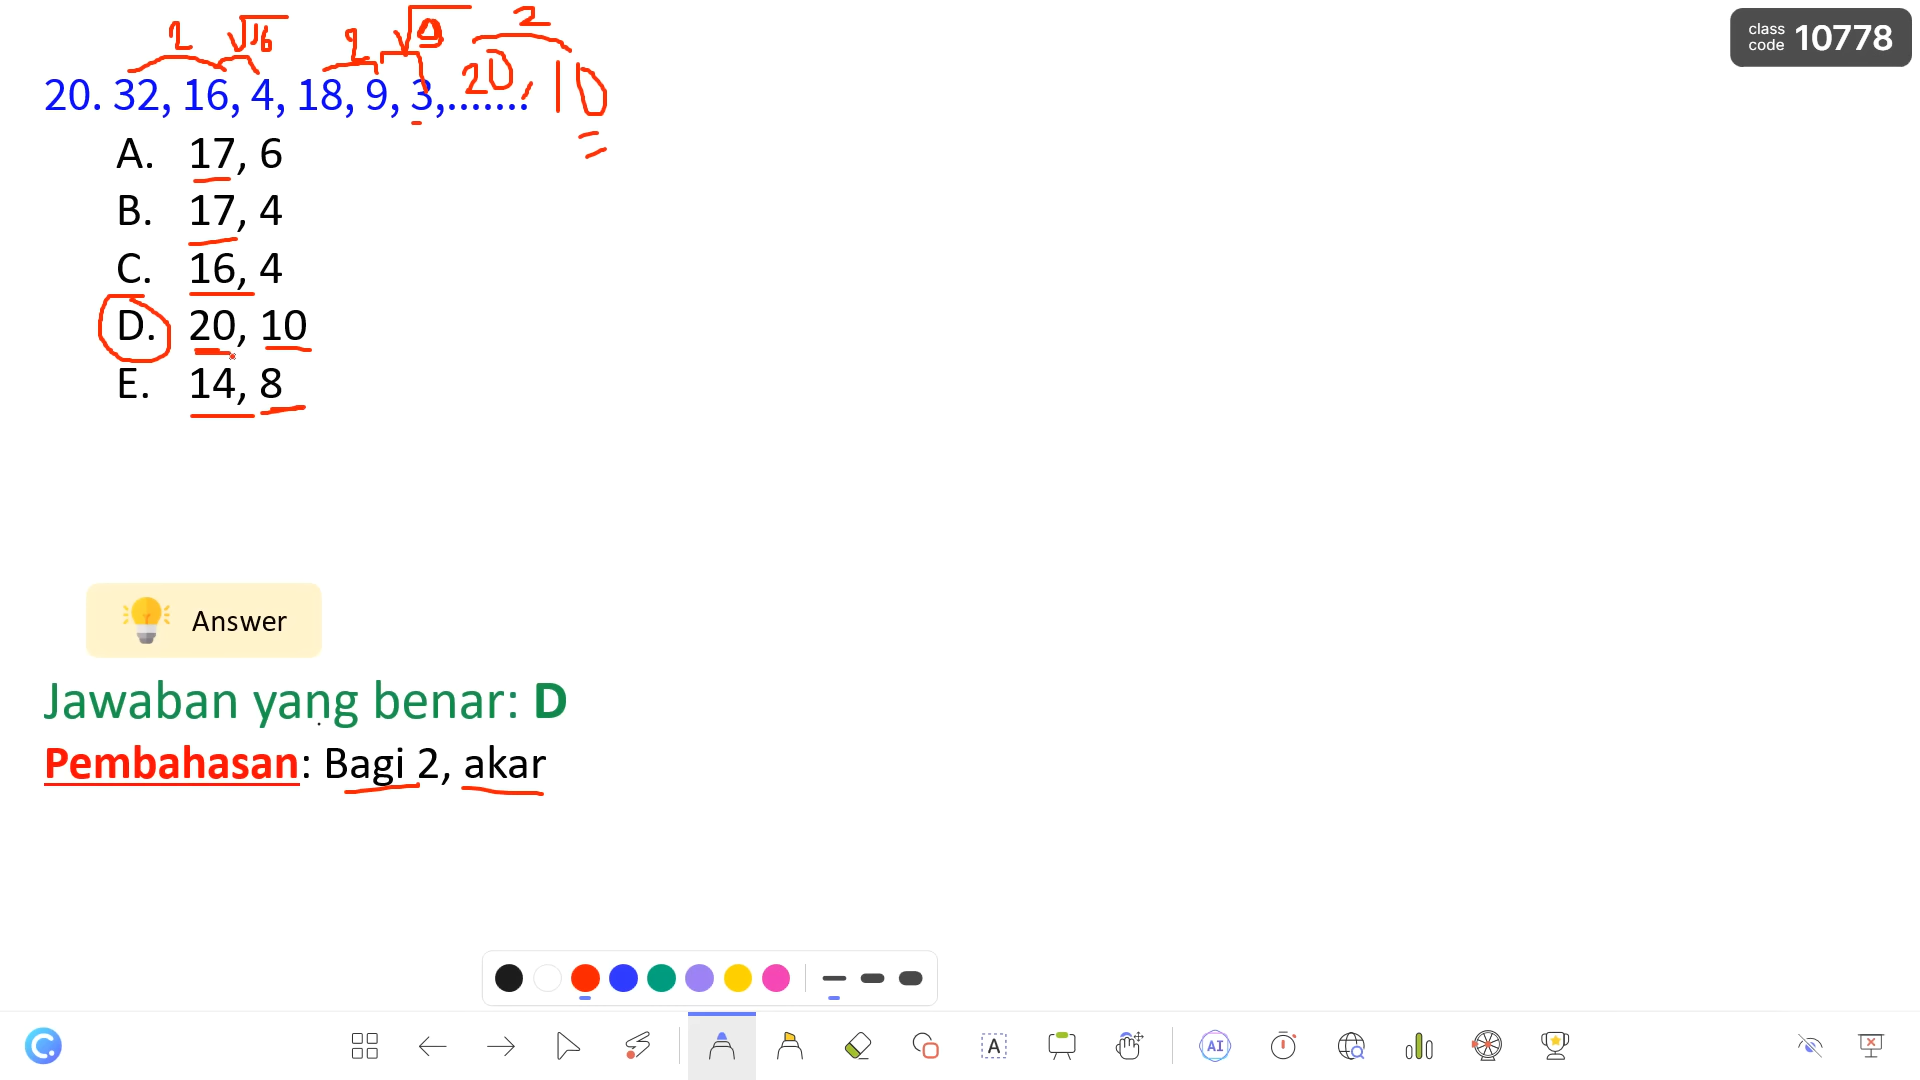 class code 10778
2 √16 2 √9 2
20. 32, 16, 4, 18, 9, 3,....... 20, 10
A. 17, 6
B. 17, 4
C. 16, 4
D. 20, 10
E. 14, 8
Answer
Jawaban yang benar: D
Pembahasan: Bagi 2, akar
A
AI